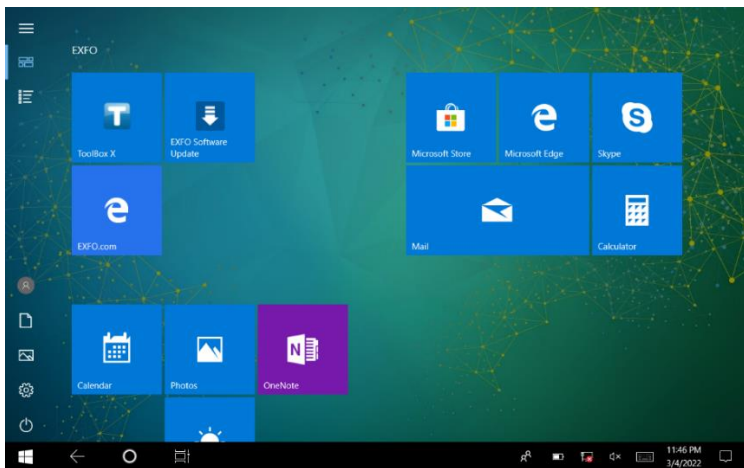 EXFO
ToolBox X
EXFO Software
Update
Microsoft Store
Microsoft Edge
Skype
EXFO.com
Mail
Calculator
Calendar
Photos
OneNote
11:46 PM
3/4/2022